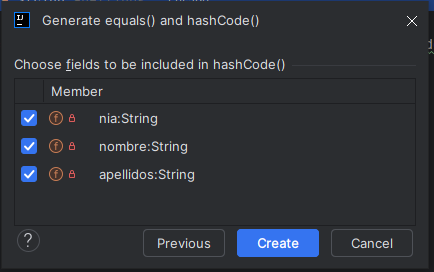 IJ
Generate equals() and hashCode()
Choose fields to be included in hashCode()
Member
f nia:String
f nombre:String
f apellidos:String
? Previous Create Cancel